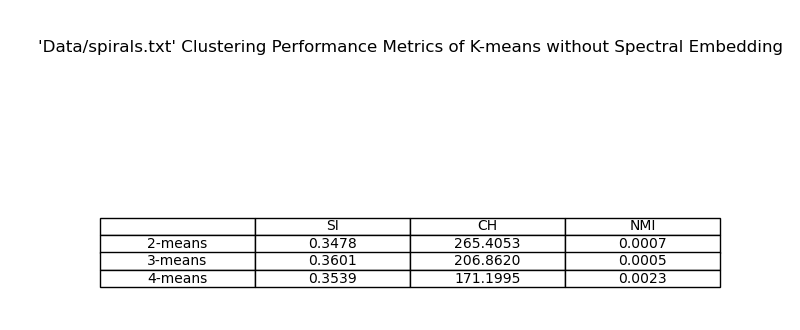 'Data/spirals.txt' Clustering Performance Metrics of K-means without Spectral Embedding
SI CH NMI
2-means 0.3478 265.4053 0.0007
3-means 0.3601 206.8620 0.0005
4-means 0.3539 171.1995 0.0023